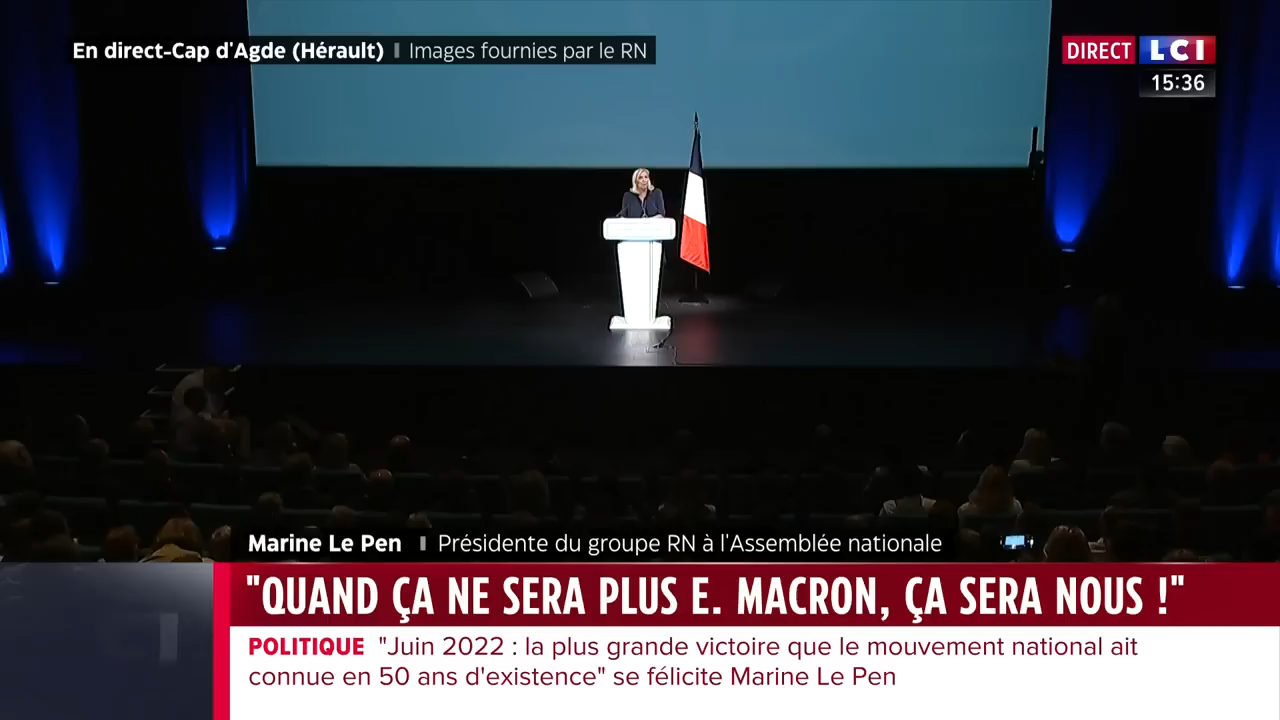 En direct-Cap d'Agde (Hérault) | Images fournies par le RN
DIRECT LCI
15:36
Marine Le Pen | Présidente du groupe RN à l'Assemblée nationale
"QUAND ÇA NE SERA PLUS E. MACRON, ÇA SERA NOUS !"
POLITIQUE "Juin 2022 : la plus grande victoire que le mouvement national ait
connue en 50 ans d'existence" se félicite Marine Le Pen